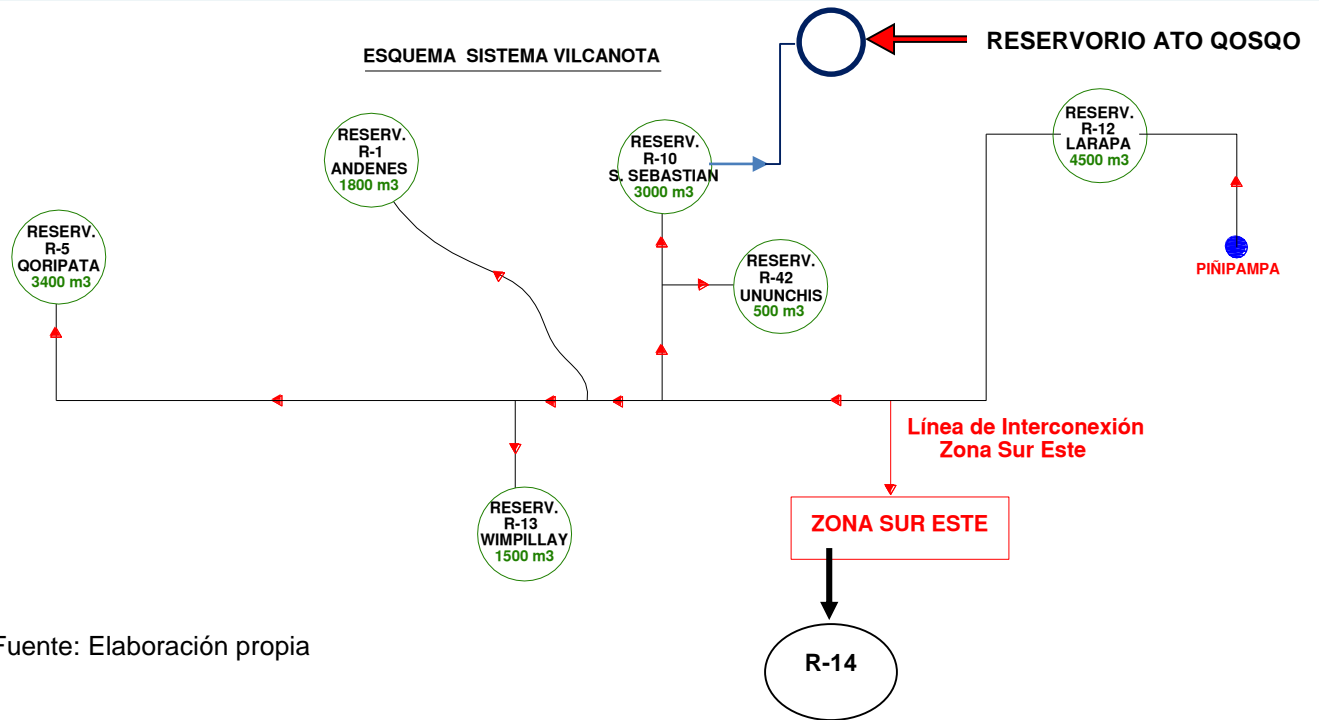 RESERVORIO ATO QOSQO
ESQUEMA SISTEMA VILCANOTA
RESERV.
R-12
LARAPA
4500 m3
RESERV.
R-1
ANDENES
1800 m3
RESERV.
R-10
S. SEBASTIAN
3000 m3
RESERV.
R-5
QORIPATA
3400 m3
RESERV.
R-42
UNUNCHIS
500 m3
PIÑIPAMPA
Línea de Interconexión
Zona Sur Este
RESERV.
R-13
WIMPILLAY
1500 m3
ZONA SUR ESTE
Fuente: Elaboración propia
R-14